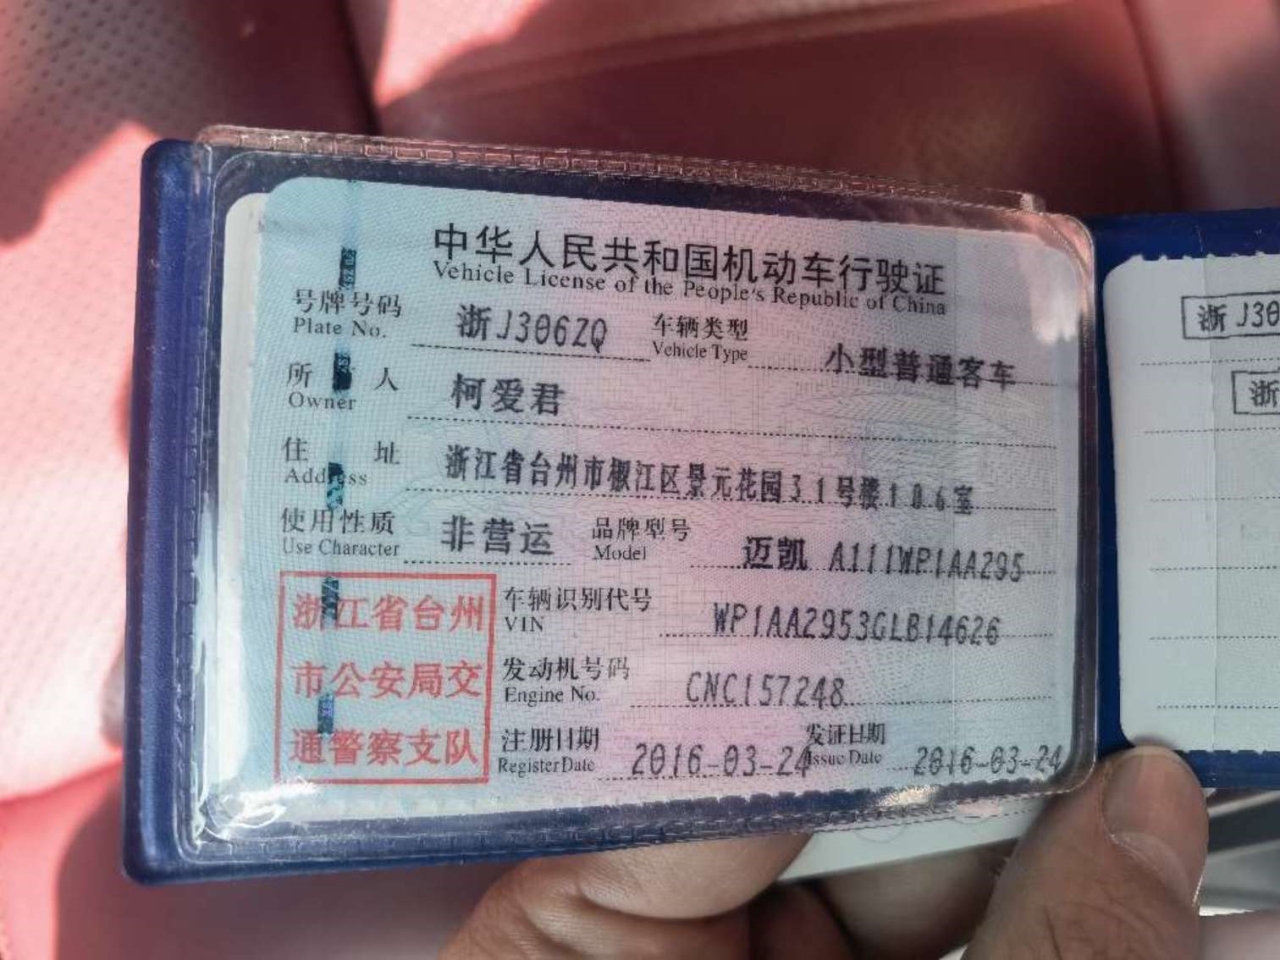 中华人民共和国机动车行驶证
Vehicle License of the People's Republic of China
号牌号码 浙J306ZQ 车辆类型 小型普通客车
Plate No. Vehicle Type
所 人 柯爱君
Owner
住 址 浙江省台州市椒江区景元花园31号楼106室
Address
使用性质 非营运 品牌型号 迈凯 A111WP1AA295
Use Character Model
浙江省台州
市公安局交
通警察支队
车辆识别代号 WP1AA2953GLB14626
VIN
发动机号码 CNC157248
Engine No.
注册日期 2016-03-24 发证日期 2016-03-24
Register Date Issue Date
浙J30
浙